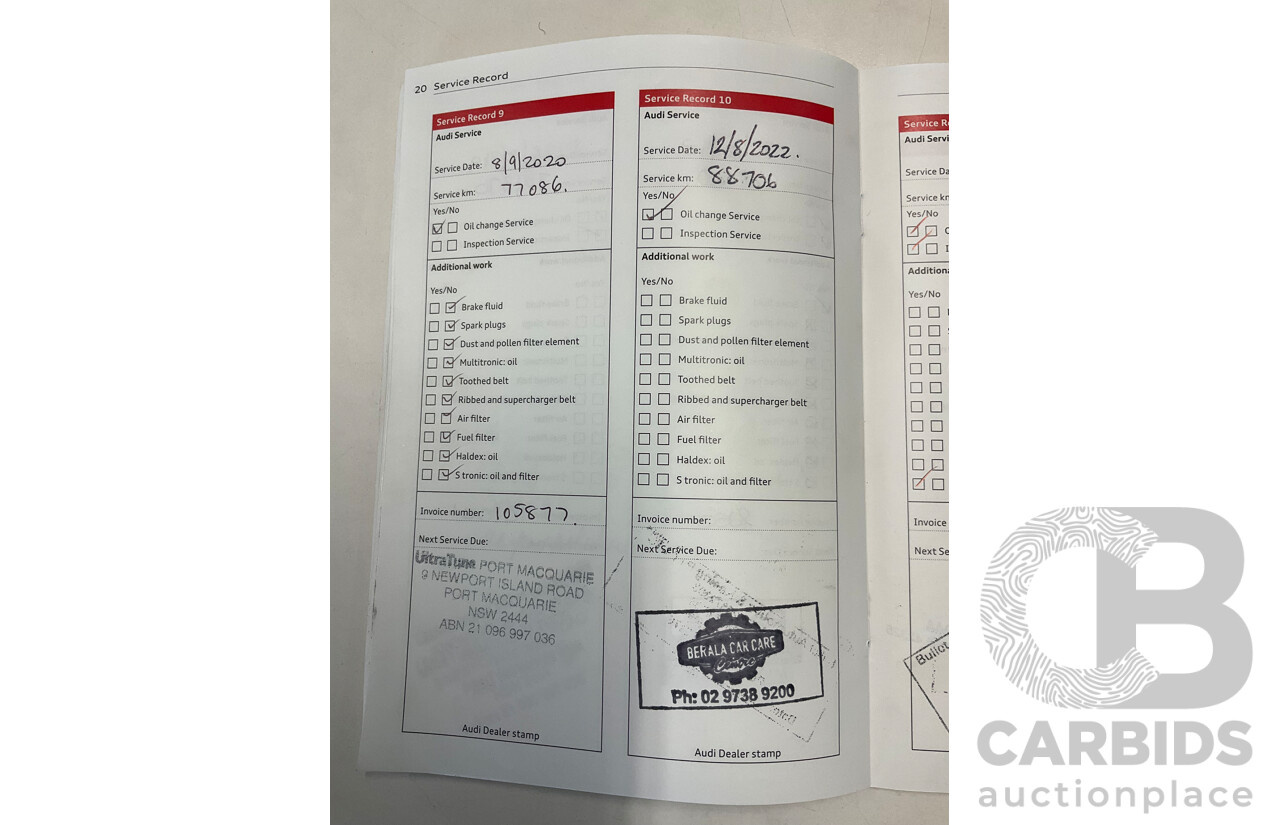 20 Service Record
Service Record 9
Audi Service
Service Date: 8/9/2020
Service km: 77086.
Yes/No
Oil change Service
Inspection Service
Additional work
Yes/No
Brake fluid
Spark plugs
Dust and pollen filter element
Multitronic: oil
Toothed belt
Ribbed and supercharger belt
Air filter
Fuel filter
Haldex: oil
S tronic: oil and filter
Invoice number: 105877.
Next Service Due:
UltraTune PORT MACQUARIE
9 NEWPORT ISLAND ROAD
PORT MACQUARIE
NSW 2444
ABN 21 096 997 036
Audi Dealer stamp
Service Record 10
Audi Service
Service Date: 12/8/2022.
Service km: 88706
Yes/No
Oil change Service
Inspection Service
Additional work
Yes/No
Brake fluid
Spark plugs
Dust and pollen filter element
Multitronic: oil
Toothed belt
Ribbed and supercharger belt
Air filter
Fuel filter
Haldex: oil
S tronic: oil and filter
Invoice number:
Next Service Due:
BERALA CAR CARE
Centre
Ph: 02 9738 9200
Audi Dealer stamp
Service Re
Audi Servi
Service Da
Service km
Yes/No
Additiona
Yes/No
Invoice
Next Se
CARBIDS
auctionplace